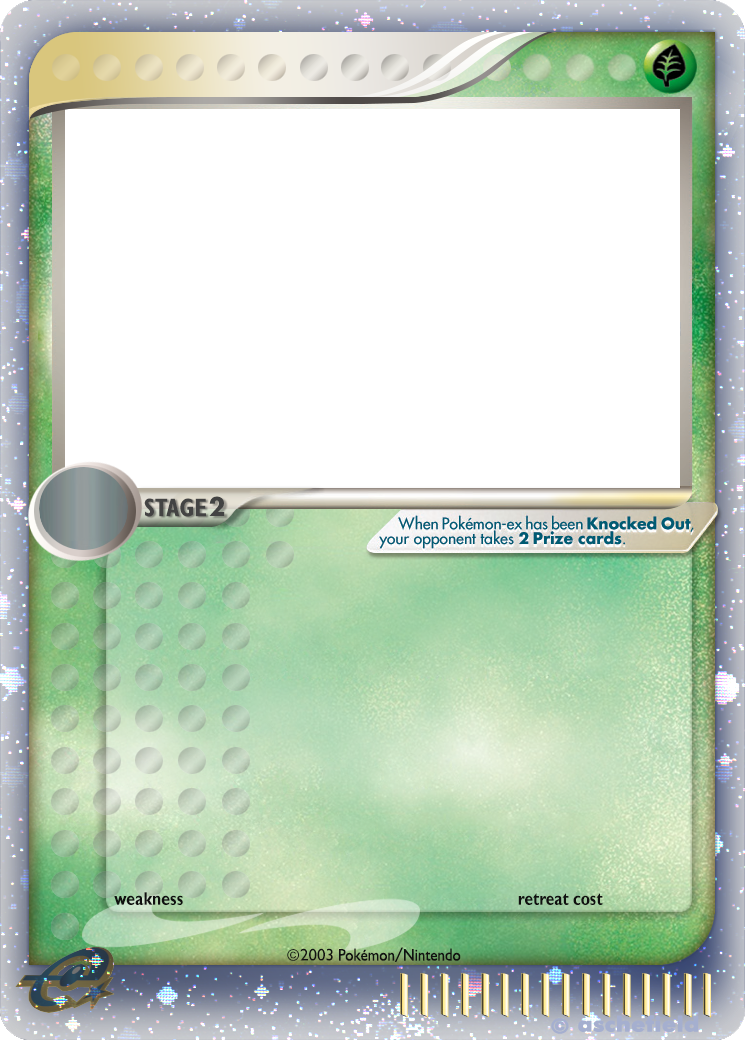 STAGE2
When Pokémon-ex has been Knocked Out,
your opponent takes 2 Prize cards.
weakness
retreat cost
©2003 Pokémon/Nintendo
e